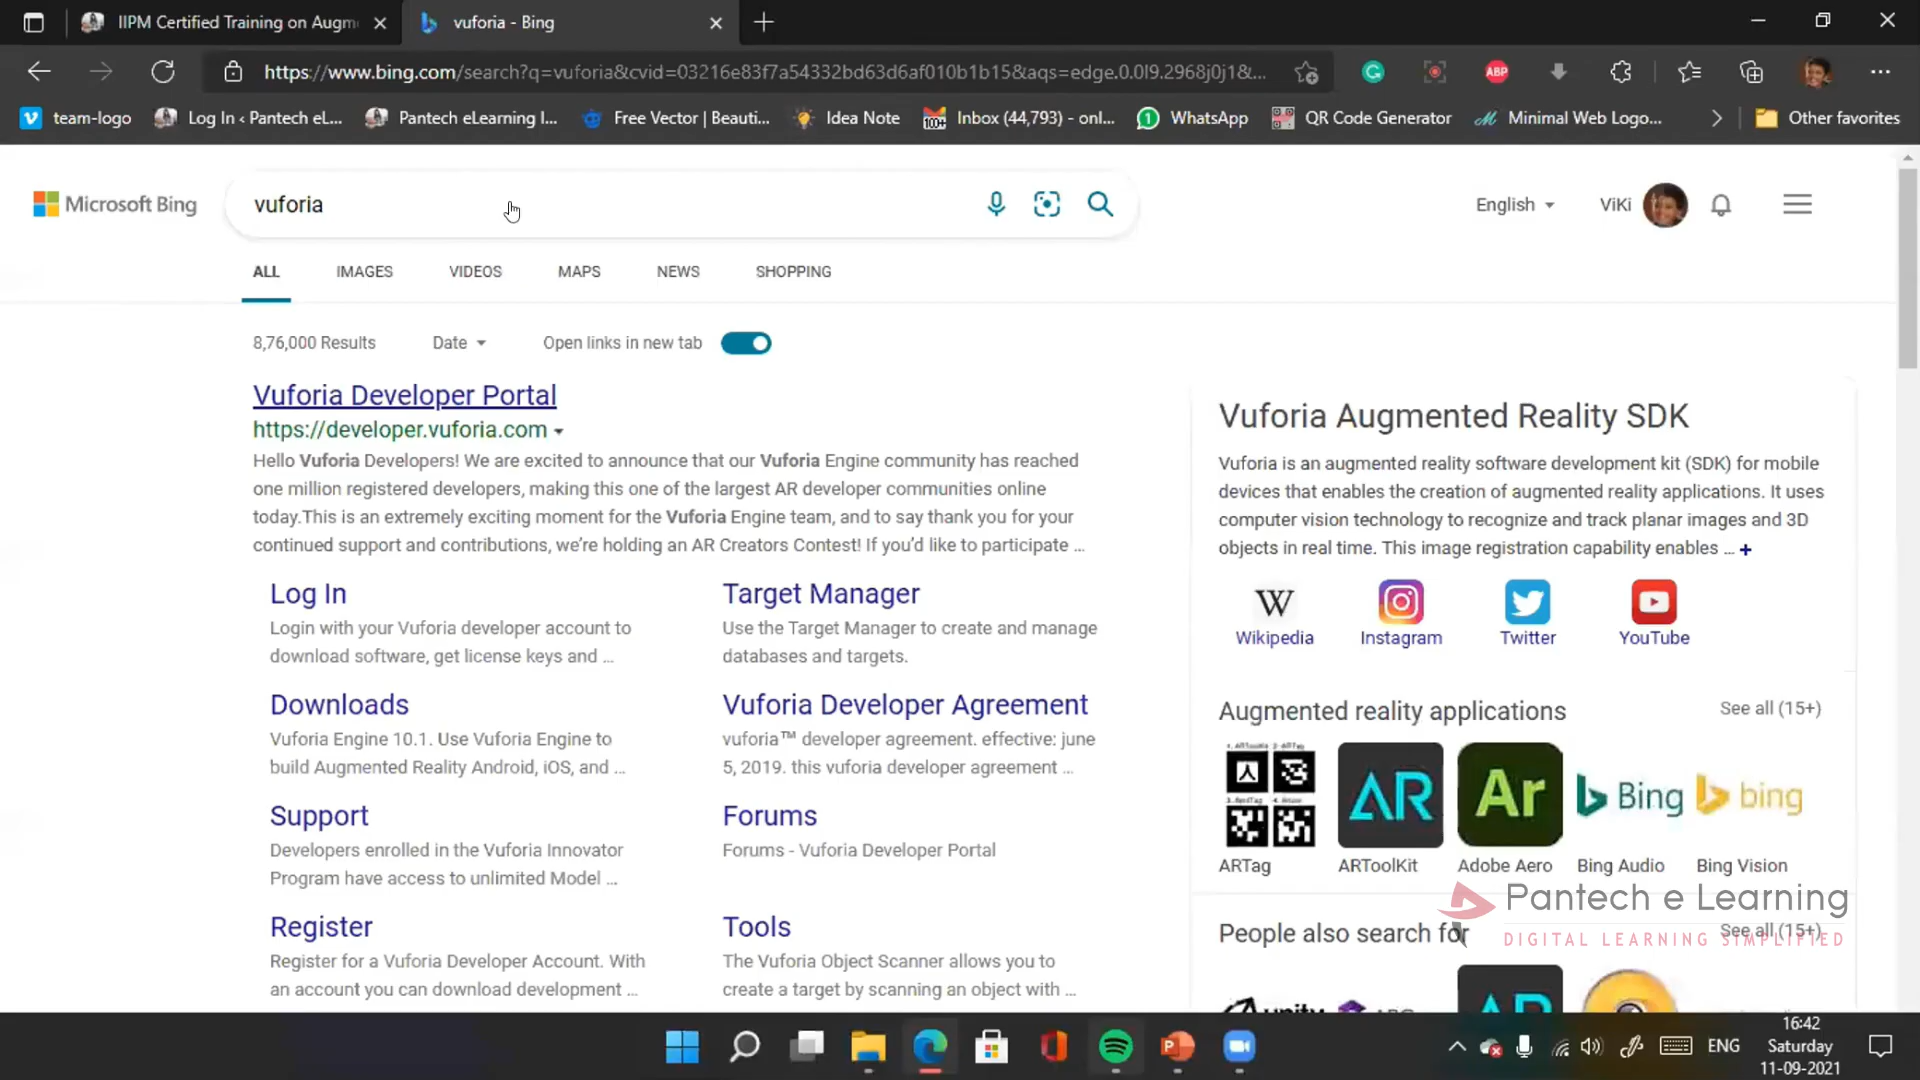 IIPM Certified Training on Augm
vuforia - Bing
https://www.bing.com/search?q=vuforia&cvid=03216e83f7a54332bd63d6af010b1b15&aqs=edge.0.0l9.2968j0j1&...
ABP
team-logo
Log In ‹ Pantech eL...
Pantech eLearning I...
Free Vector | Beauti...
Idea Note
100+
Inbox (44,793) - onl...
1
WhatsApp
QR Code Generator
Minimal Web Logo...
Other favorites
Microsoft Bing
vuforia
English
ViKi
ALL
IMAGES
VIDEOS
MAPS
NEWS
SHOPPING
8,76,000 Results
Date
Open links in new tab
Vuforia Developer Portal
https://developer.vuforia.com
Hello Vuforia Developers! We are excited to announce that our Vuforia Engine community has reached
one million registered developers, making this one of the largest AR developer communities online
today.This is an extremely exciting moment for the Vuforia Engine team, and to say thank you for your
continued support and contributions, we're holding an AR Creators Contest! If you'd like to participate ...
Log In
Login with your Vuforia developer account to
download software, get license keys and ...
Target Manager
Use the Target Manager to create and manage
databases and targets.
Downloads
Vuforia Engine 10.1. Use Vuforia Engine to
build Augmented Reality Android, iOS, and ...
Vuforia Developer Agreement
vuforia™ developer agreement. effective: june
5, 2019. this vuforia developer agreement ...
Support
Developers enrolled in the Vuforia Innovator
Program have access to unlimited Model ...
Forums
Forums - Vuforia Developer Portal
Register
Register for a Vuforia Developer Account. With
an account you can download development ...
Tools
The Vuforia Object Scanner allows you to
create a target by scanning an object with ...
Vuforia Augmented Reality SDK
Vuforia is an augmented reality software development kit (SDK) for mobile
devices that enables the creation of augmented reality applications. It uses
computer vision technology to recognize and track planar images and 3D
objects in real time. This image registration capability enables ... +
W
Wikipedia
Instagram
Twitter
YouTube
Augmented reality applications
See all (15+)
AR
Ar
Bing
bing
ARTag
ARToolKit
Adobe Aero
Bing Audio
Bing Vision
Pantech e Learning
DIGITAL LEARNING SIMPLIFIED
People also search for
See all (15+)
unity
AR
ENG
16:42
Saturday
11-09-2021